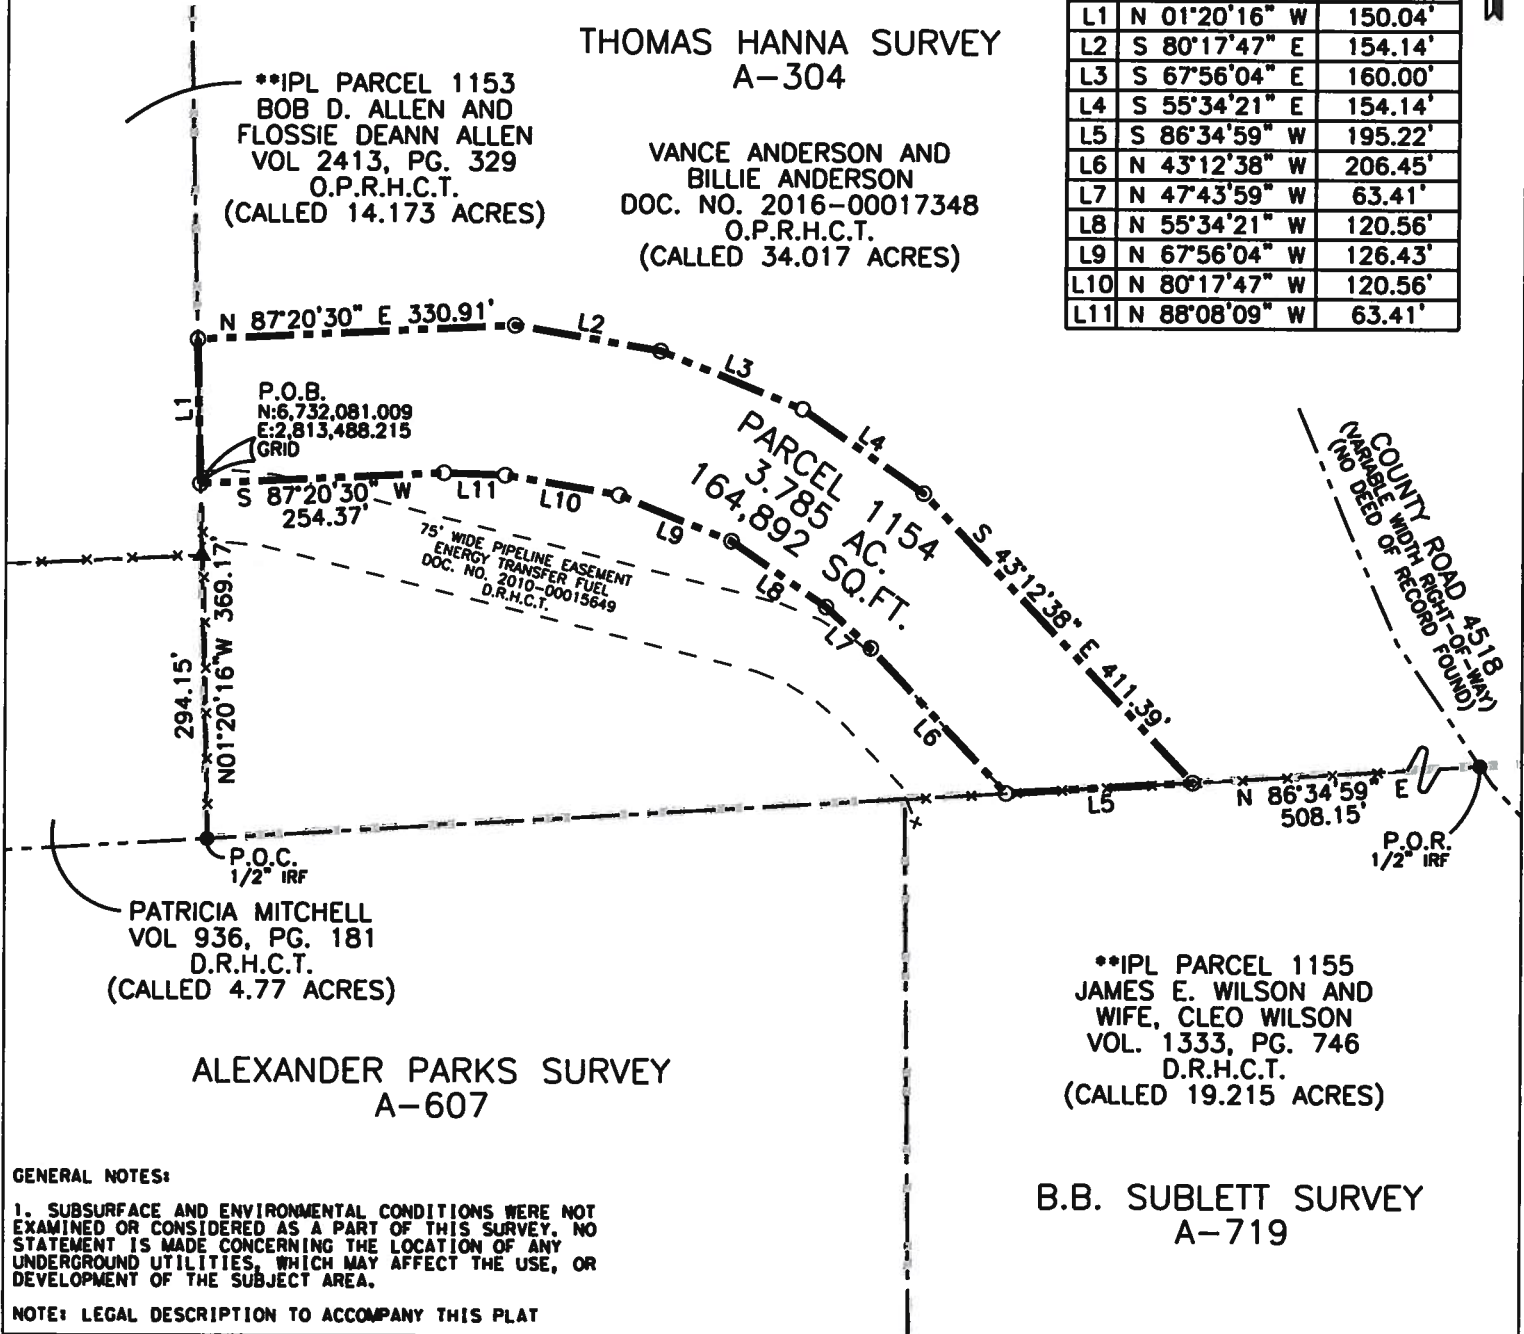 THOMAS HANNA SURVEY
A-304
L1 N 01°20'16" W 150.04'
L2 S 80°17'47" E 154.14'
L3 S 67°56'04" E 160.00'
L4 S 55°34'21" E 154.14'
L5 S 86°34'59" W 195.22'
L6 N 43°12'38" W 206.45'
L7 N 47°43'59" W 63.41'
L8 N 55°34'21" W 120.56'
L9 N 67°56'04" W 126.43'
L10 N 80°17'47" W 120.56'
L11 N 88°08'09" W 63.41'
**IPL PARCEL 1153
BOB D. ALLEN AND
FLOSSIE DEANN ALLEN
VOL 2413, PG. 329
O.P.R.H.C.T.
(CALLED 14.173 ACRES)
VANCE ANDERSON AND
BILLIE ANDERSON
DOC. NO. 2016-00017348
O.P.R.H.C.T.
(CALLED 34.017 ACRES)
N 87°20'30" E 330.91'
L2
L3
L4
L1
P.O.B.
N:6,732,081.009
E:2,813,488.215
GRID
S 87°20'30" W
254.37'
L11
L10
L9
L8
L7
L6
PARCEL 1154
3.785 AC.
164,892 SQ.FT.
S 43°12'38" E 411.39'
COUNTY ROAD 4518
(VARIABLE WIDTH RIGHT-OF-WAY)
(NO DEED OF RECORD FOUND)
75' WIDE PIPELINE EASEMENT
ENERGY TRANSFER FUEL
DOC. NO. 2010-00015649
D.R.H.C.T.
294.15'
N01°20'16"W 369.17'
L5
N 86°34'59" E
508.15'
P.O.R.
1/2" IRF
P.O.C.
1/2" IRF
PATRICIA MITCHELL
VOL 936, PG. 181
D.R.H.C.T.
(CALLED 4.77 ACRES)
**IPL PARCEL 1155
JAMES E. WILSON AND
WIFE, CLEO WILSON
VOL. 1333, PG. 746
D.R.H.C.T.
(CALLED 19.215 ACRES)
ALEXANDER PARKS SURVEY
A-607
B.B. SUBLETT SURVEY
A-719
GENERAL NOTES:
1. SUBSURFACE AND ENVIRONMENTAL CONDITIONS WERE NOT
EXAMINED OR CONSIDERED AS A PART OF THIS SURVEY. NO
STATEMENT IS MADE CONCERNING THE LOCATION OF ANY
UNDERGROUND UTILITIES, WHICH MAY AFFECT THE USE, OR
DEVELOPMENT OF THE SUBJECT AREA.
NOTE: LEGAL DESCRIPTION TO ACCOMPANY THIS PLAT